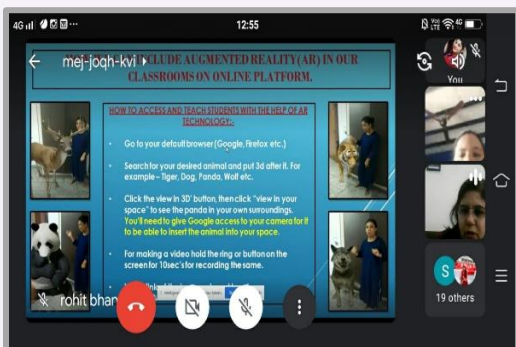 4G
12:55
VoLTE 4G
mej-joqh-kvi
INCLUDE AUGMENTED REALITY(AR) IN OUR
CLASSROOMS ON ONLINE PLATFORM.
You
HOW TO ACCESS AND TEACH STUDENTS WITH THE HELP OF AR
TECHNOLOGY:-
• Go to your default browser (Google, Firefox etc.)
• Search for your desired animal and put 3d after it. For
example – Tiger, Dog, Panda, Wolf etc.
• Click the view in 3D' button, then click "view in your
space" to see the panda in your own surroundings.
You'll need to give Google access to your camera for it
to be able to insert the animal into your space.
• For making a video hold the ring or button on the
screen for 10sec's for recording the same.
rohit bhan
S
19 others